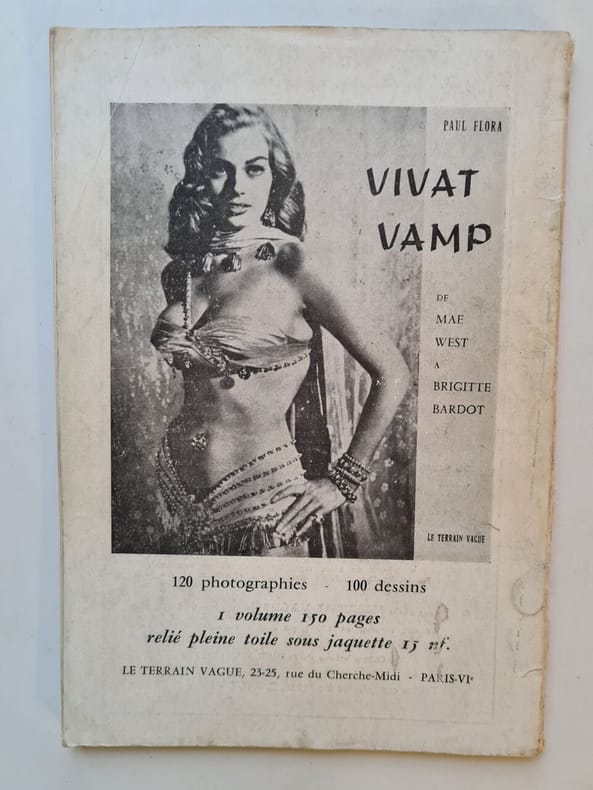 PAUL FLORA
VIVAT
VAMP
DE
MAE
WEST
A
BRIGITTE
BARDOT
LE TERRAIN VAGUE
120 photographies - 100 dessins
1 volume 150 pages
relié pleine toile sous jaquette 15 nf.
LE TERRAIN VAGUE, 23-25, rue du Cherche-Midi - PARIS-VIe